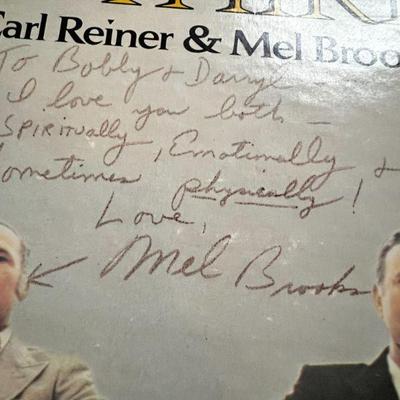 Carl Reiner & Mel Broo
To Bobby & Darryl –
I love you both –
SPIRitually, Emotionally &
Sometimes physically!
Love,
Mel Brooks